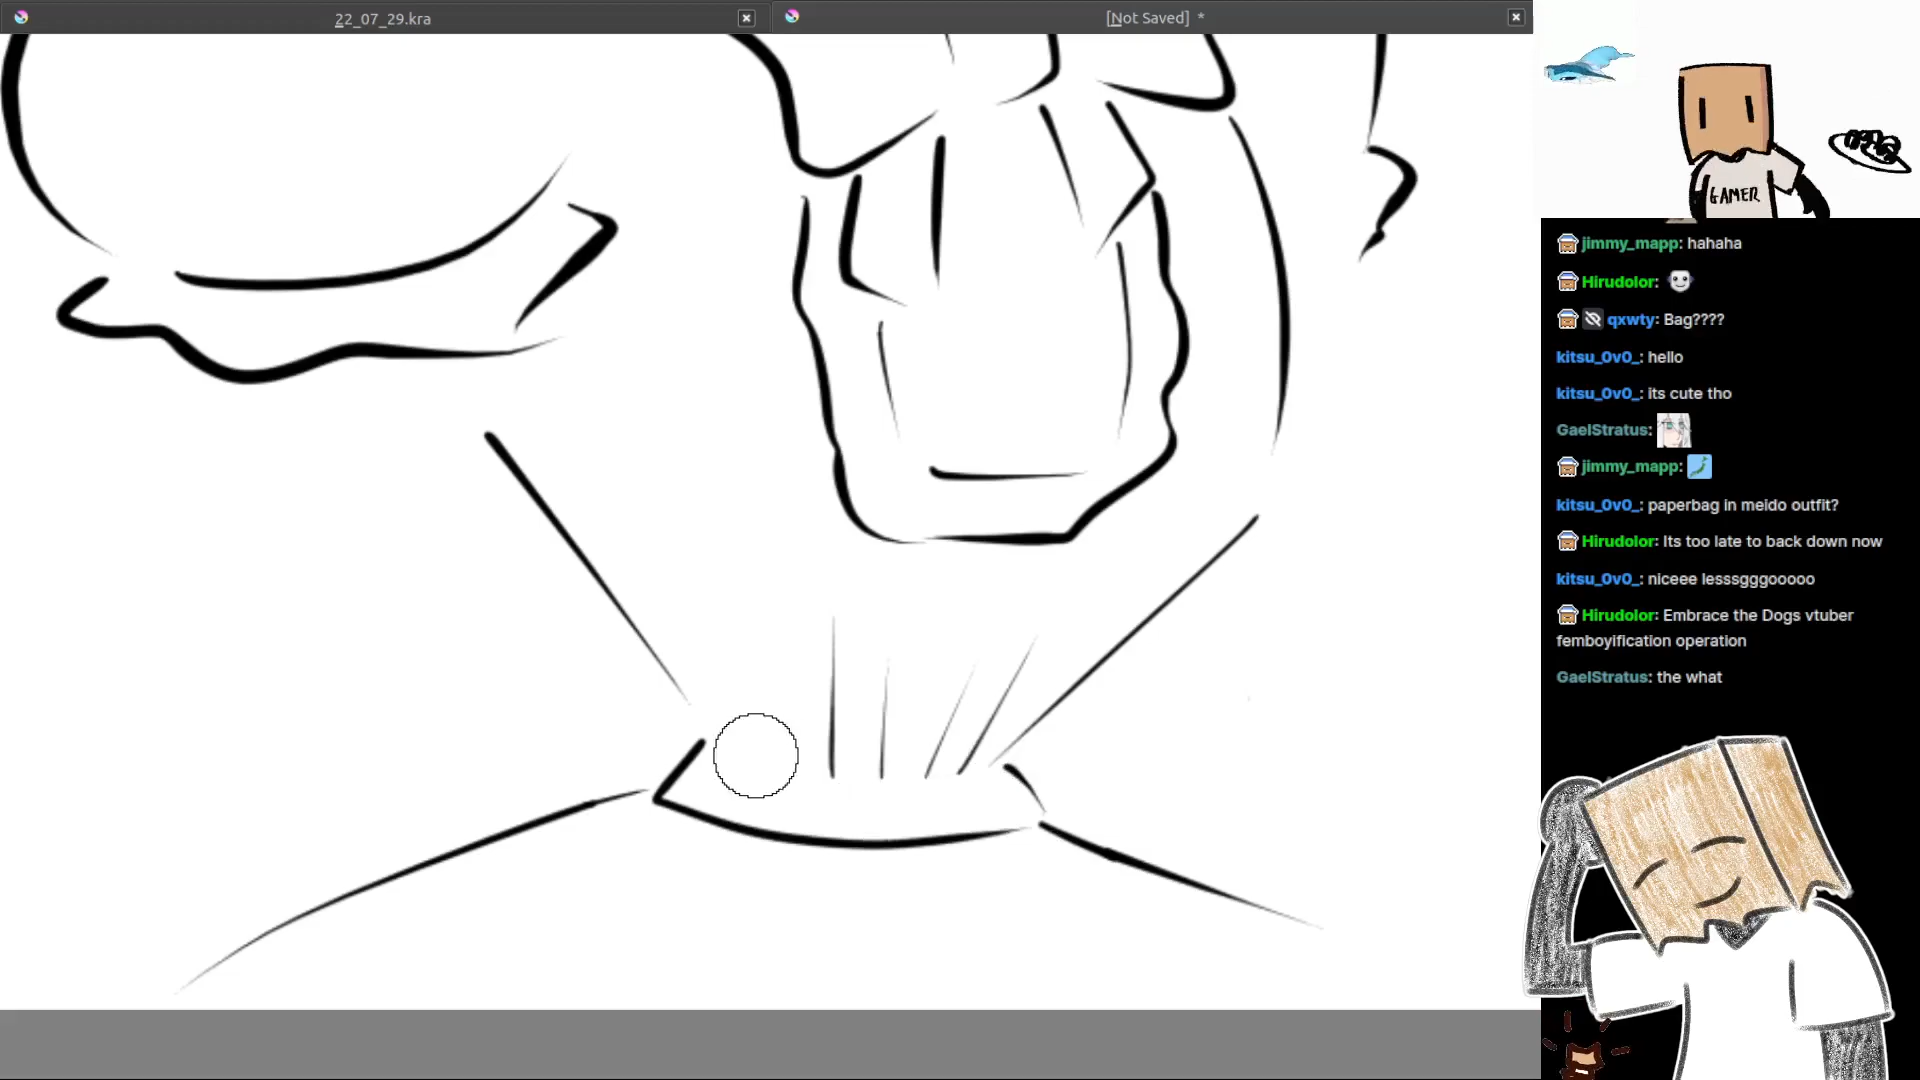 22_07_29.kra
[Not Saved] *
GAMER
jimmy_mapp: hahaha
Hirudolor:
qxwty: Bag????
kitsu_0v0_: hello
kitsu_0v0_: its cute tho
GaelStratus:
jimmy_mapp:
kitsu_0v0_: paperbag in meido outfit?
Hirudolor: Its too late to back down now
kitsu_0v0_: niceee lesssgggooooo
Hirudolor: Embrace the Dogs vtuber
femboyification operation
GaelStratus: the what